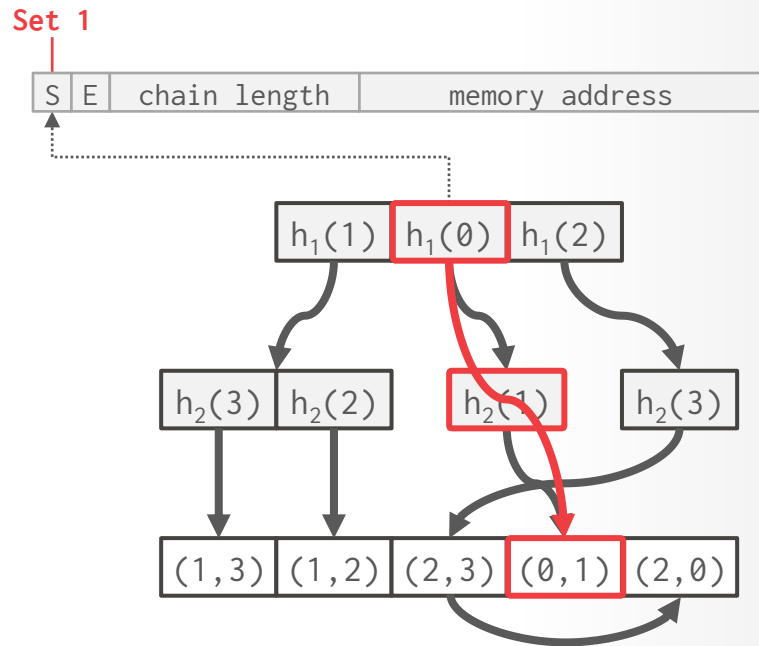 Set 1
S E chain length memory address
h₁(1) h₁(0) h₁(2)
h₂(3) h₂(2) h₂(1) h₂(3)
(1,3) (1,2) (2,3) (0,1) (2,0)